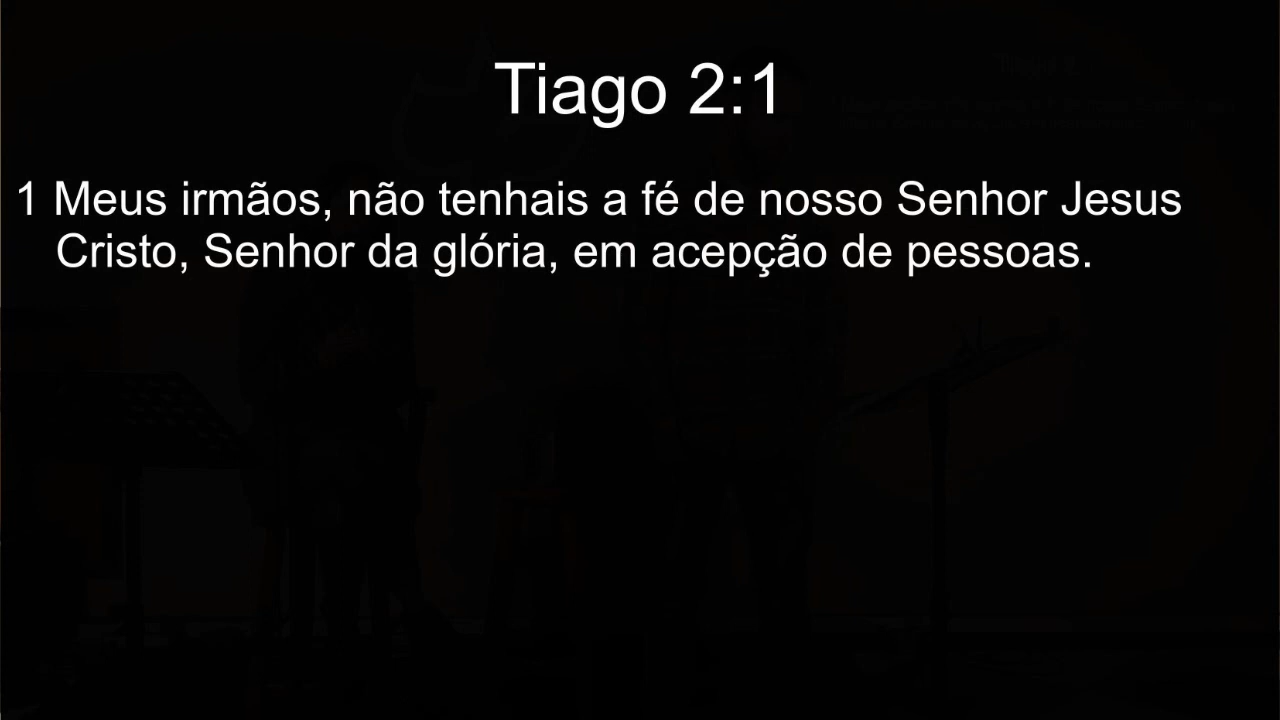 Tiago 2:1
1 Meus irmãos, não tenhais a fé de nosso Senhor Jesus
Cristo, Senhor da glória, em acepção de pessoas.